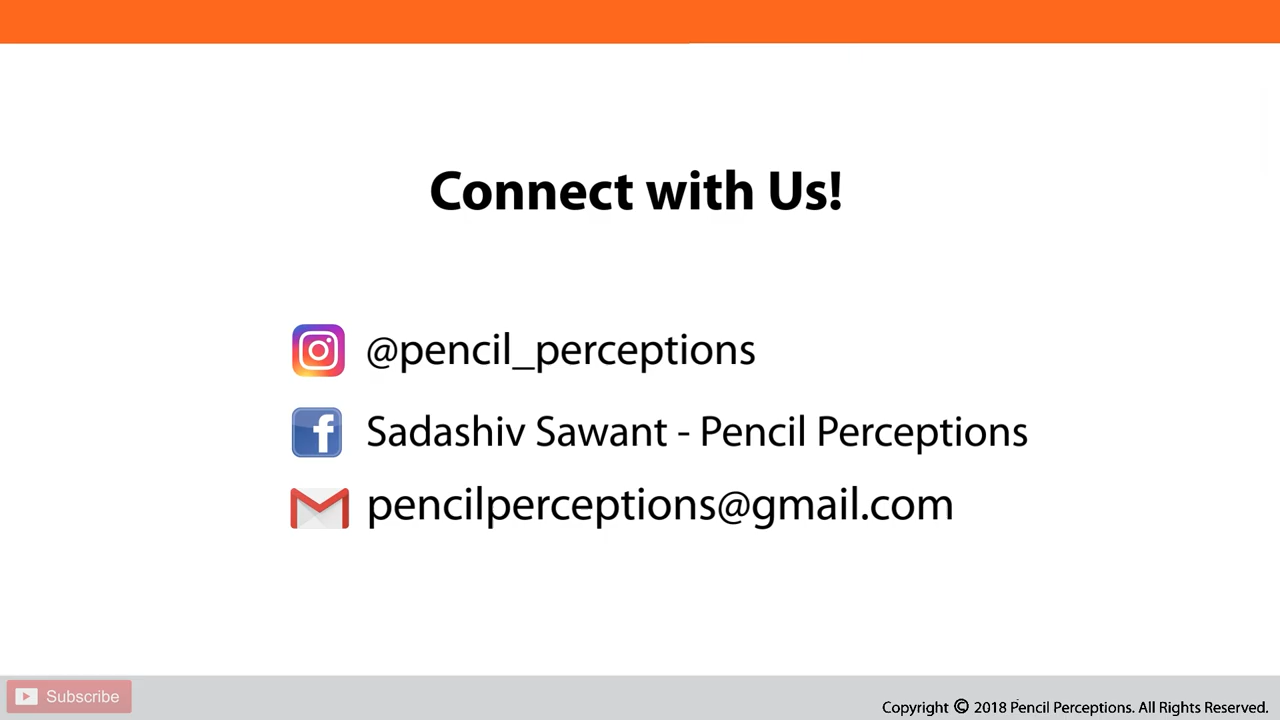 Connect with Us!
@pencil_perceptions
Sadashiv Sawant - Pencil Perceptions
pencilperceptions@gmail.com
Subscribe
Copyright © 2018 Pencil Perceptions. All Rights Reserved.